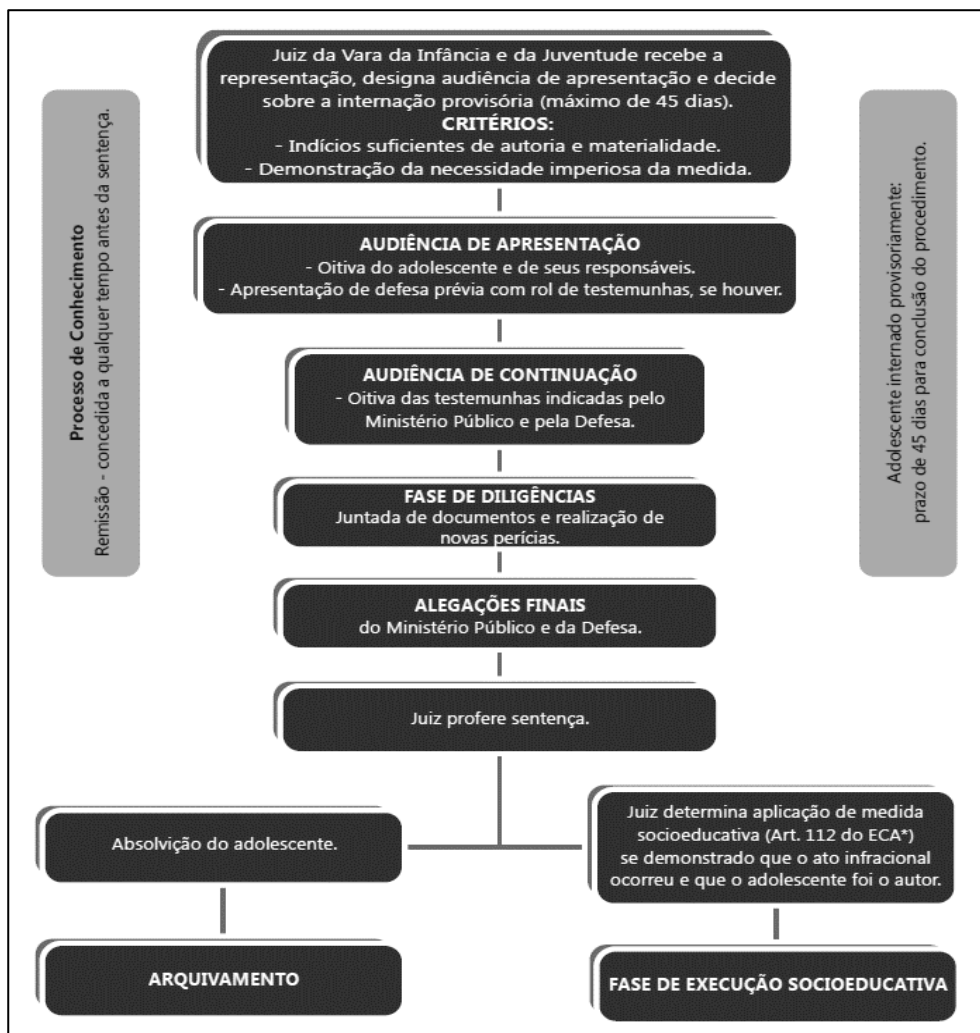 Juiz da Vara da Infância e da Juventude recebe a
representação, designa audiência de apresentação e decide
sobre a internação provisória (máximo de 45 dias).
CRITÉRIOS:
- Indícios suficientes de autoria e materialidade.
- Demonstração da necessidade imperiosa da medida.
Processo de Conhecimento
Remissão - concedida a qualquer tempo antes da sentença.
Adolescente internado provisoriamente:
prazo de 45 dias para conclusão do procedimento.
AUDIÊNCIA DE APRESENTAÇÃO
- Oitiva do adolescente e de seus responsáveis.
- Apresentação de defesa prévia com rol de testemunhas, se houver.
AUDIÊNCIA DE CONTINUAÇÃO
- Oitiva das testemunhas indicadas pelo
Ministério Público e pela Defesa.
FASE DE DILIGÊNCIAS
Juntada de documentos e realização de
novas perícias.
ALEGAÇÕES FINAIS
do Ministério Público e da Defesa.
Juiz profere sentença.
Absolvição do adolescente.
Juiz determina aplicação de medida
socioeducativa (Art. 112 do ECA*)
se demonstrado que o ato infracional
ocorreu e que o adolescente foi o autor.
ARQUIVAMENTO
FASE DE EXECUÇÃO SOCIOEDUCATIVA